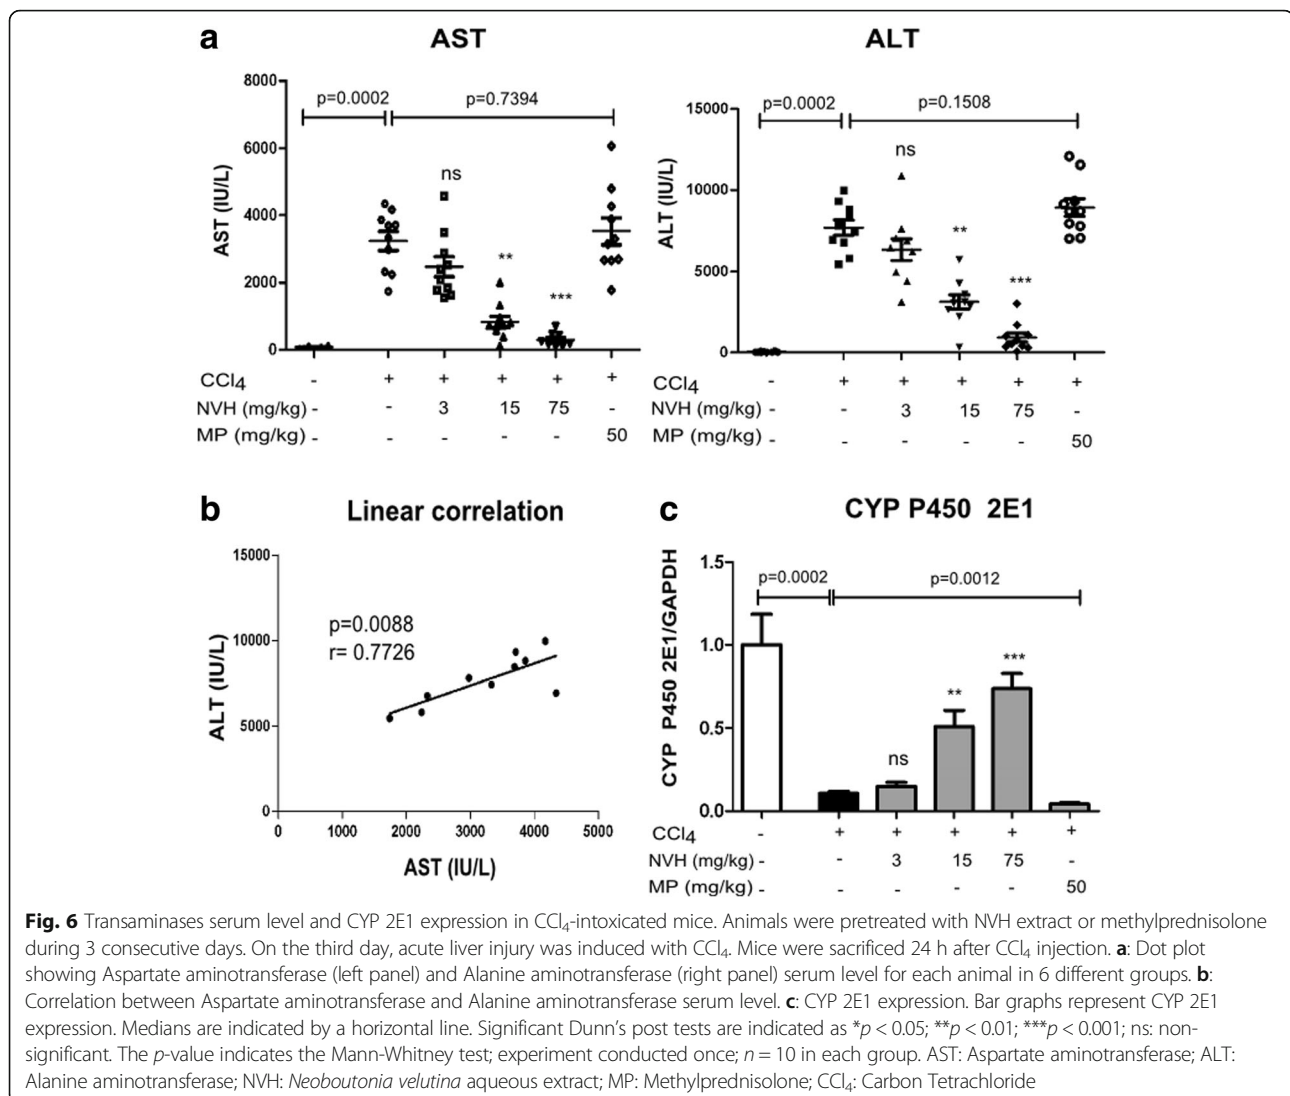 a
AST
ALT
8000
6000
4000
2000
0
AST (IU/L)
p=0.0002
p=0.7394
ns
**
***
CCl4 - + + + + +
NVH (mg/kg) - - 3 15 75 -
MP (mg/kg) - - - - - 50
15000
10000
5000
0
ALT (IU/L)
p=0.0002
p=0.1508
ns
**
***
CCl4 - + + + + +
NVH (mg/kg) - - 3 15 75 -
MP (mg/kg) - - - - - 50
b
Linear correlation
15000
10000
5000
0
ALT (IU/L)
p=0.0088
r= 0.7726
0 1000 2000 3000 4000 5000
AST (IU/L)
c
CYP P450 2E1
CYP P450 2E1/GAPDH
1.5
1.0
0.5
0.0
p=0.0002
p=0.0012
ns
**
***
CCl4 - + + + + +
NVH (mg/kg) - - 3 15 75 -
MP (mg/kg) - - - - - 50
Fig. 6 Transaminases serum level and CYP 2E1 expression in CCl4-intoxicated mice. Animals were pretreated with NVH extract or methylprednisolone
during 3 consecutive days. On the third day, acute liver injury was induced with CCl4. Mice were sacrificed 24 h after CCl4 injection. a: Dot plot
showing Aspartate aminotransferase (left panel) and Alanine aminotransferase (right panel) serum level for each animal in 6 different groups. b:
Correlation between Aspartate aminotransferase and Alanine aminotransferase serum level. c: CYP 2E1 expression. Bar graphs represent CYP 2E1
expression. Medians are indicated by a horizontal line. Significant Dunn's post tests are indicated as *p < 0.05; **p < 0.01; ***p < 0.001; ns: non-
significant. The p-value indicates the Mann-Whitney test; experiment conducted once; n = 10 in each group. AST: Aspartate aminotransferase; ALT:
Alanine aminotransferase; NVH: Neoboutonia velutina aqueous extract; MP: Methylprednisolone; CCl4: Carbon Tetrachloride